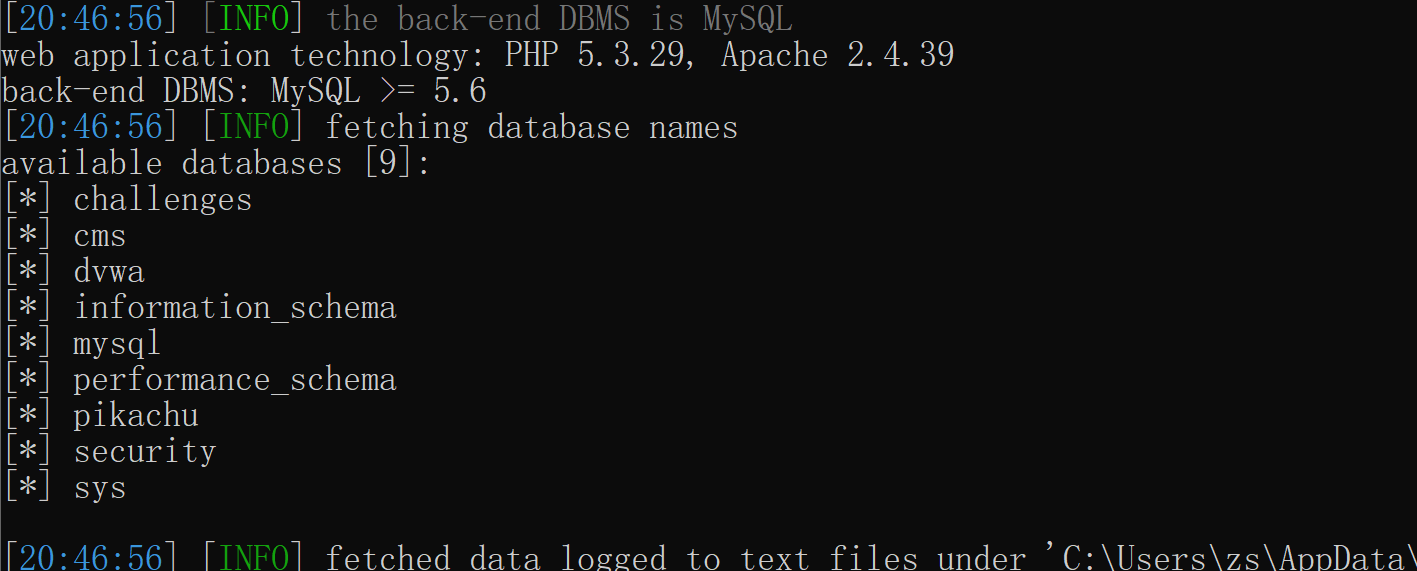 [20:46:56] [INFO] the back-end DBMS is MySQL
web application technology: PHP 5.3.29, Apache 2.4.39
back-end DBMS: MySQL >= 5.6
[20:46:56] [INFO] fetching database names
available databases [9]:
[*] challenges
[*] cms
[*] dvwa
[*] information_schema
[*] mysql
[*] performance_schema
[*] pikachu
[*] security
[*] sys
[20:46:56] [INFO] fetched data logged to text files under 'C:\Users\zs\AppData\